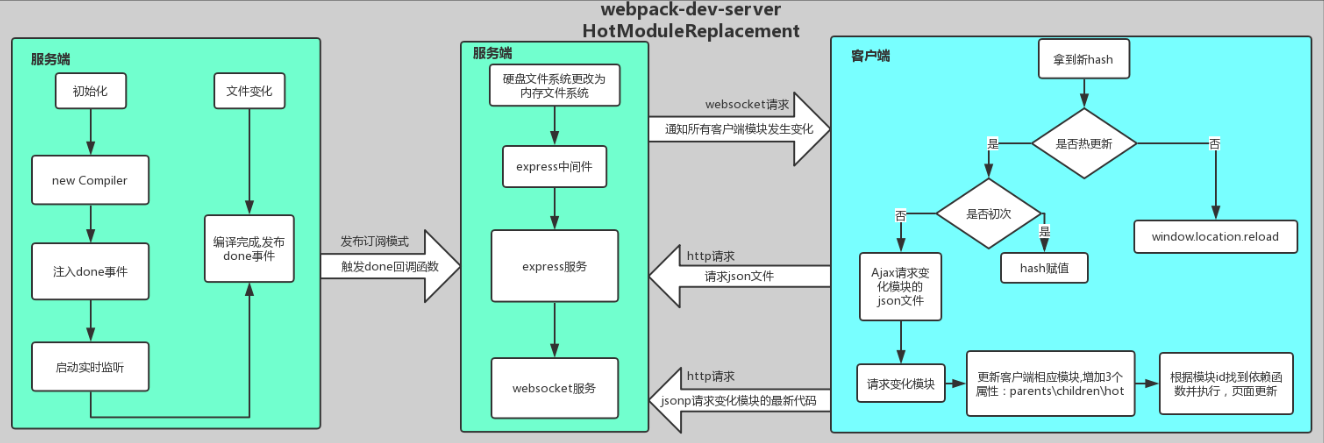 webpack-dev-server
HotModuleReplacement
服务端
初始化
文件变化
new Compiler
注入done事件
启动实时监听
编译完成,发布
done事件
发布订阅模式
触发done回调函数
服务端
硬盘文件系统更改为
内存文件系统
express中间件
express服务
websocket服务
websocket请求
通知所有客户端模块发生变化
http请求
请求json文件
http请求
jsonp请求变化模块的最新代码
客户端
拿到新hash
是否热更新
是
否
是否初次
window.location.reload
否
是
hash赋值
Ajax请求变
化模块的
json文件
请求变化模块
更新客户端相应模块,增加3个
属性：parents\children\hot
根据模块id找到依赖函
数并执行，页面更新